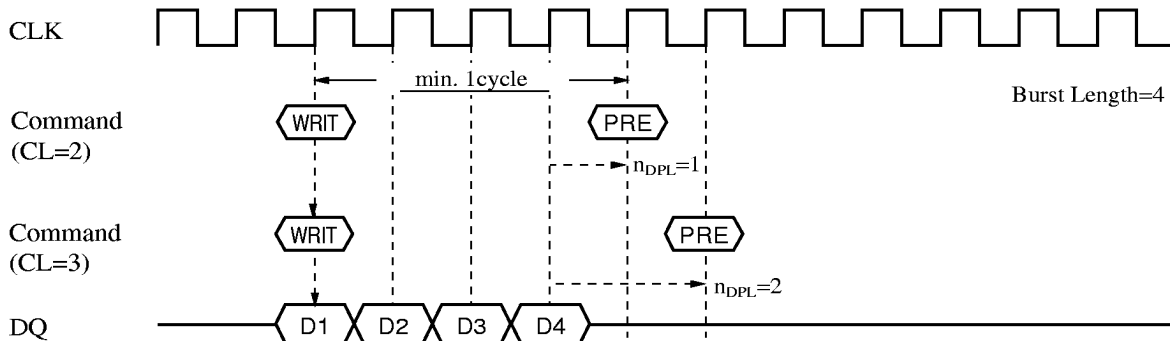 CLK
min. 1cycle
Burst Length=4
Command
(CL=2)
WRIT
PRE
nDPL=1
Command
(CL=3)
WRIT
PRE
nDPL=2
DQ
D1
D2
D3
D4